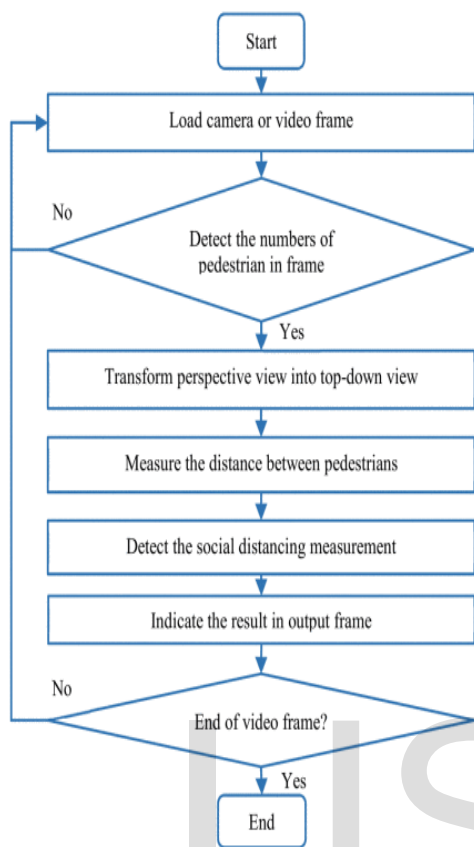 Start
Load camera or video frame
No
Detect the numbers of
pedestrian in frame
Yes
Transform perspective view into top-down view
Measure the distance between pedestrians
Detect the social distancing measurement
Indicate the result in output frame
No
End of video frame?
Yes
End